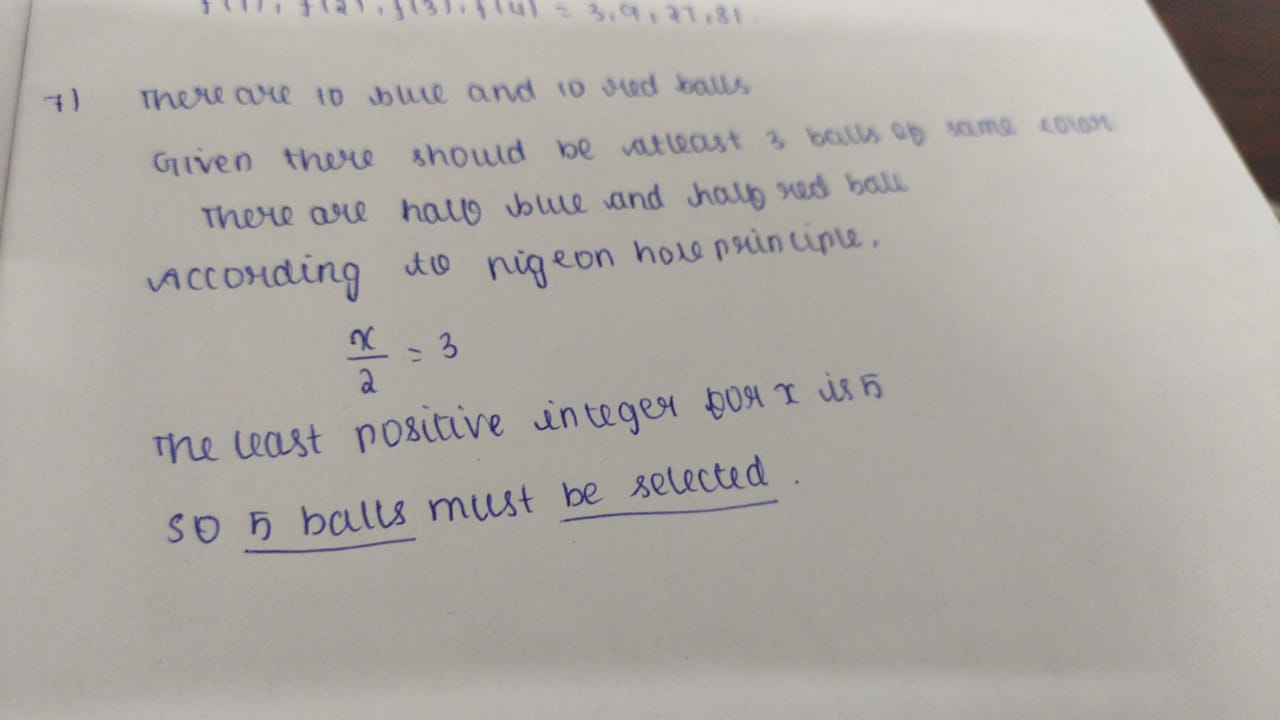 f(1), f(2), f(3), f(4) = 3, 9, 27, 81.
7) There are 10 blue and 10 red balls
Given there should be atleast 3 balls of same color
There are half blue and half red ball
According to pigeon hole principle.
x/2 = 3
The least positive integer for x is 5
So 5 balls must be selected.